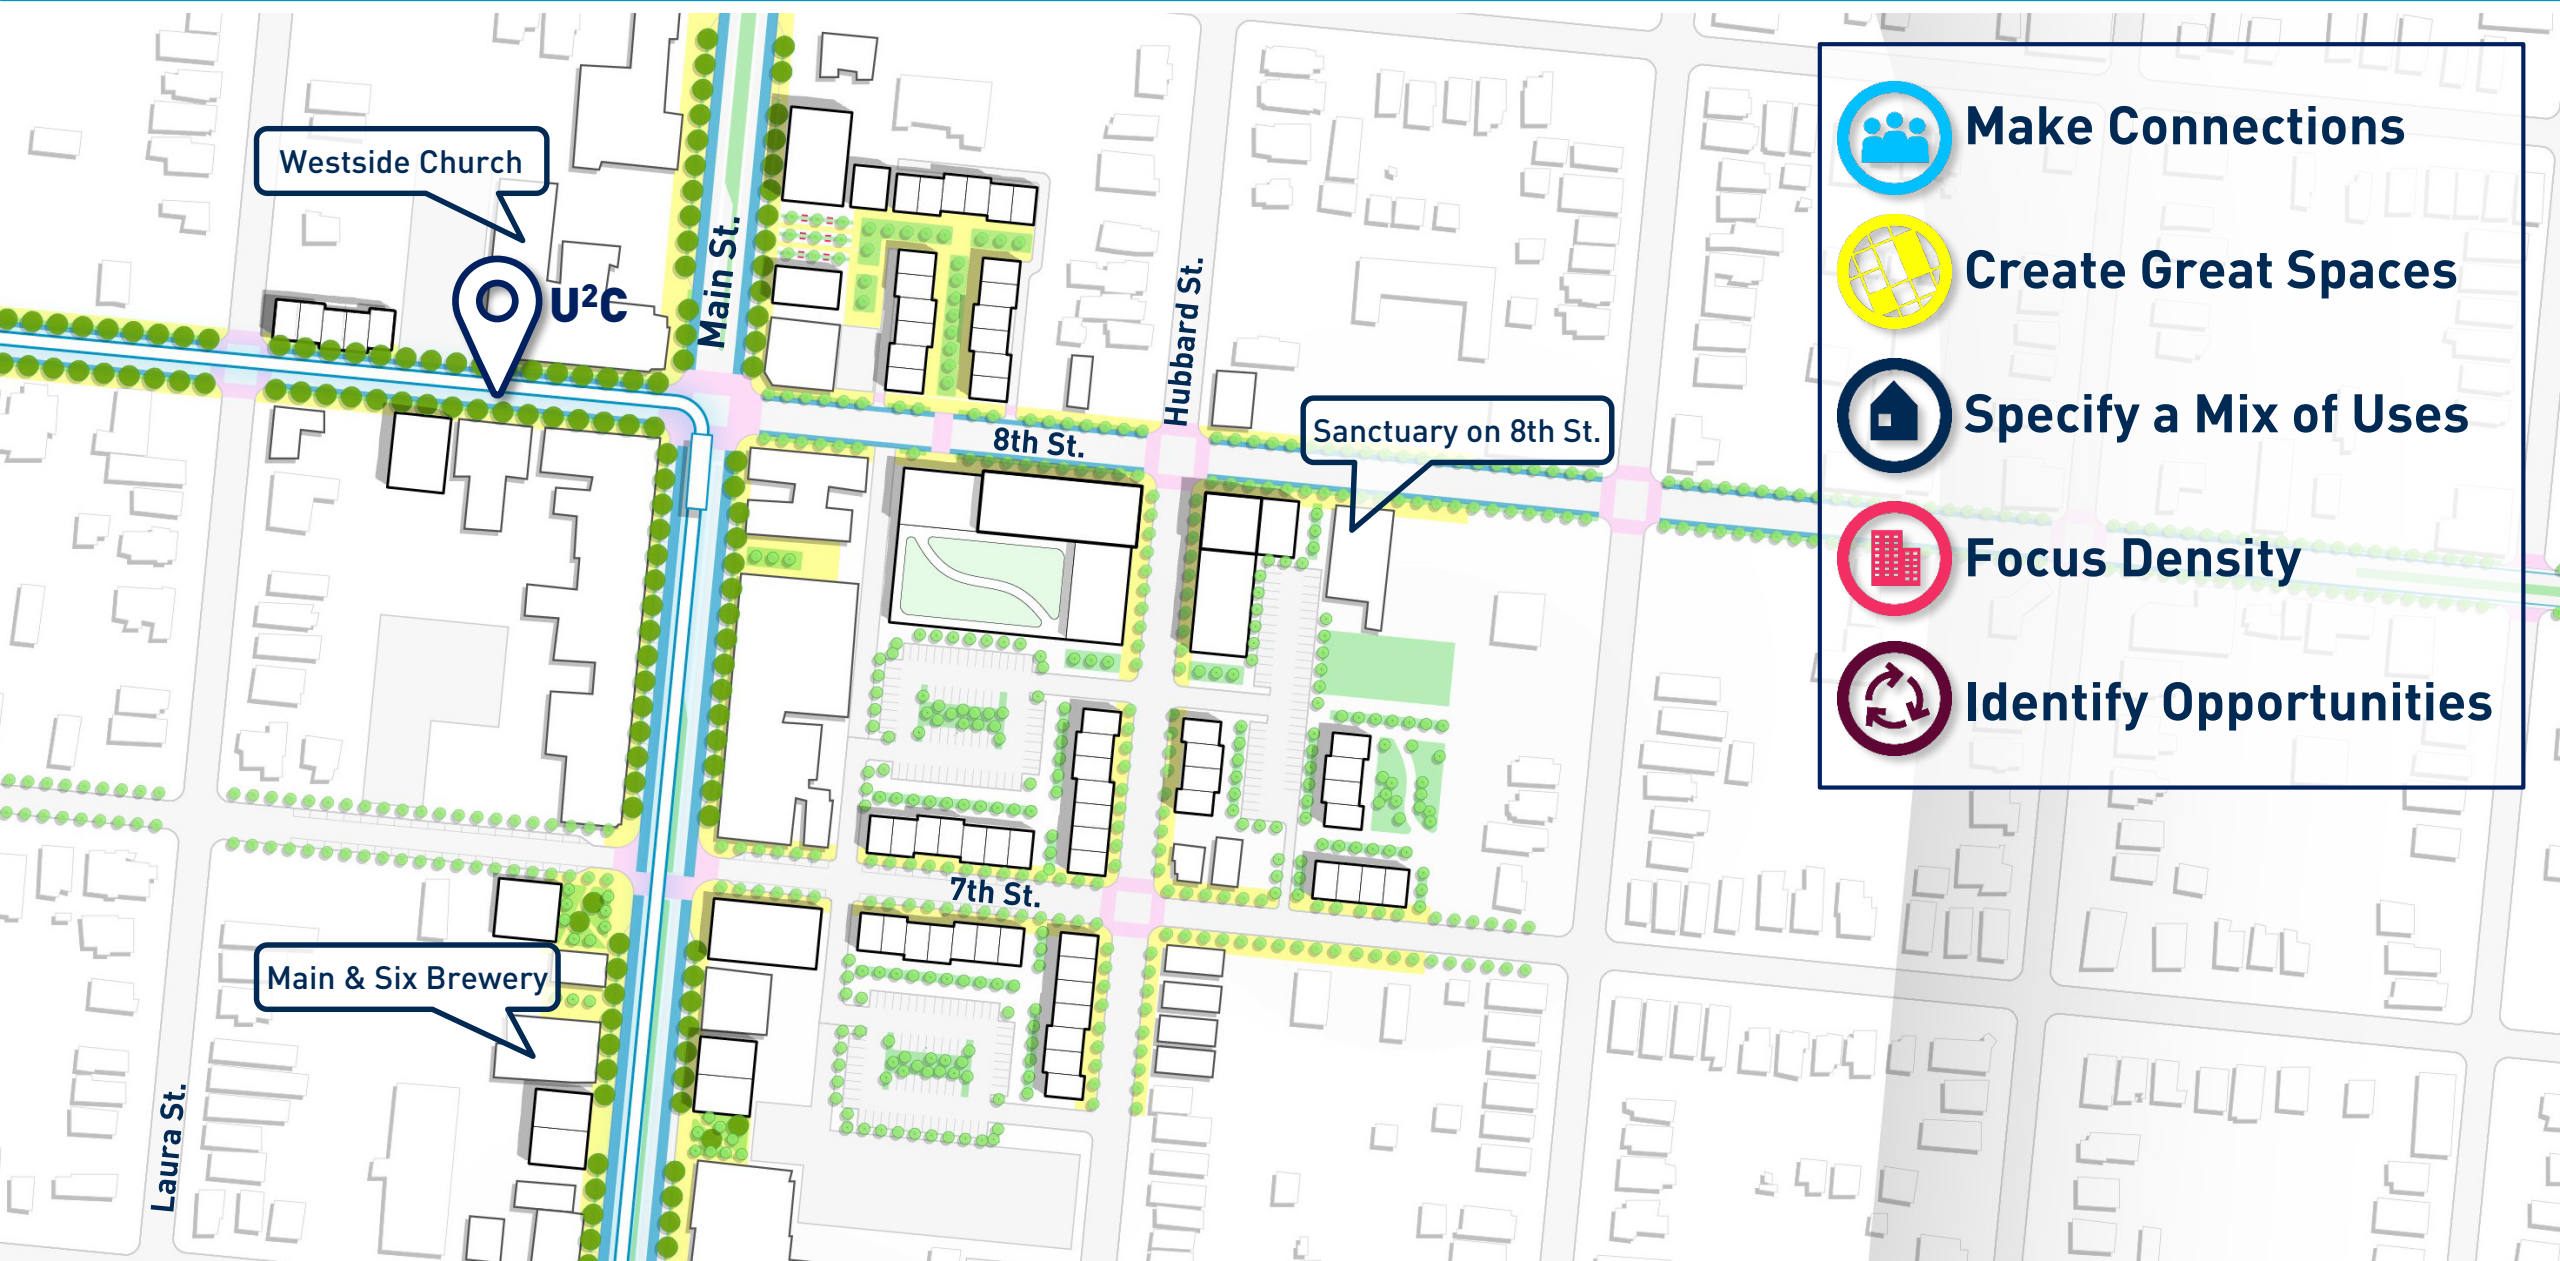 Westside Church
U²C
Main St.
Hubbard St.
8th St.
Sanctuary on 8th St.
7th St.
Main & Six Brewery
Laura St.
Make Connections
Create Great Spaces
Specify a Mix of Uses
Focus Density
Identify Opportunities